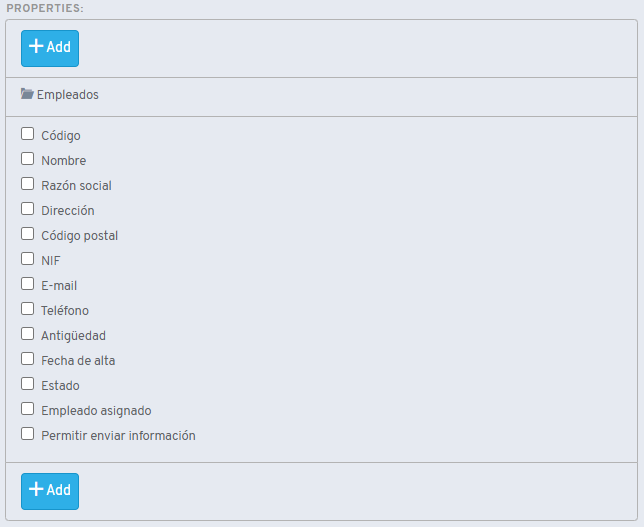 PROPERTIES:
Add
Empleados
Código
Nombre
Razón social
Dirección
Código postal
NIF
E-mail
Teléfono
Antigüedad
Fecha de alta
Estado
Empleado asignado
Permitir enviar información
Add